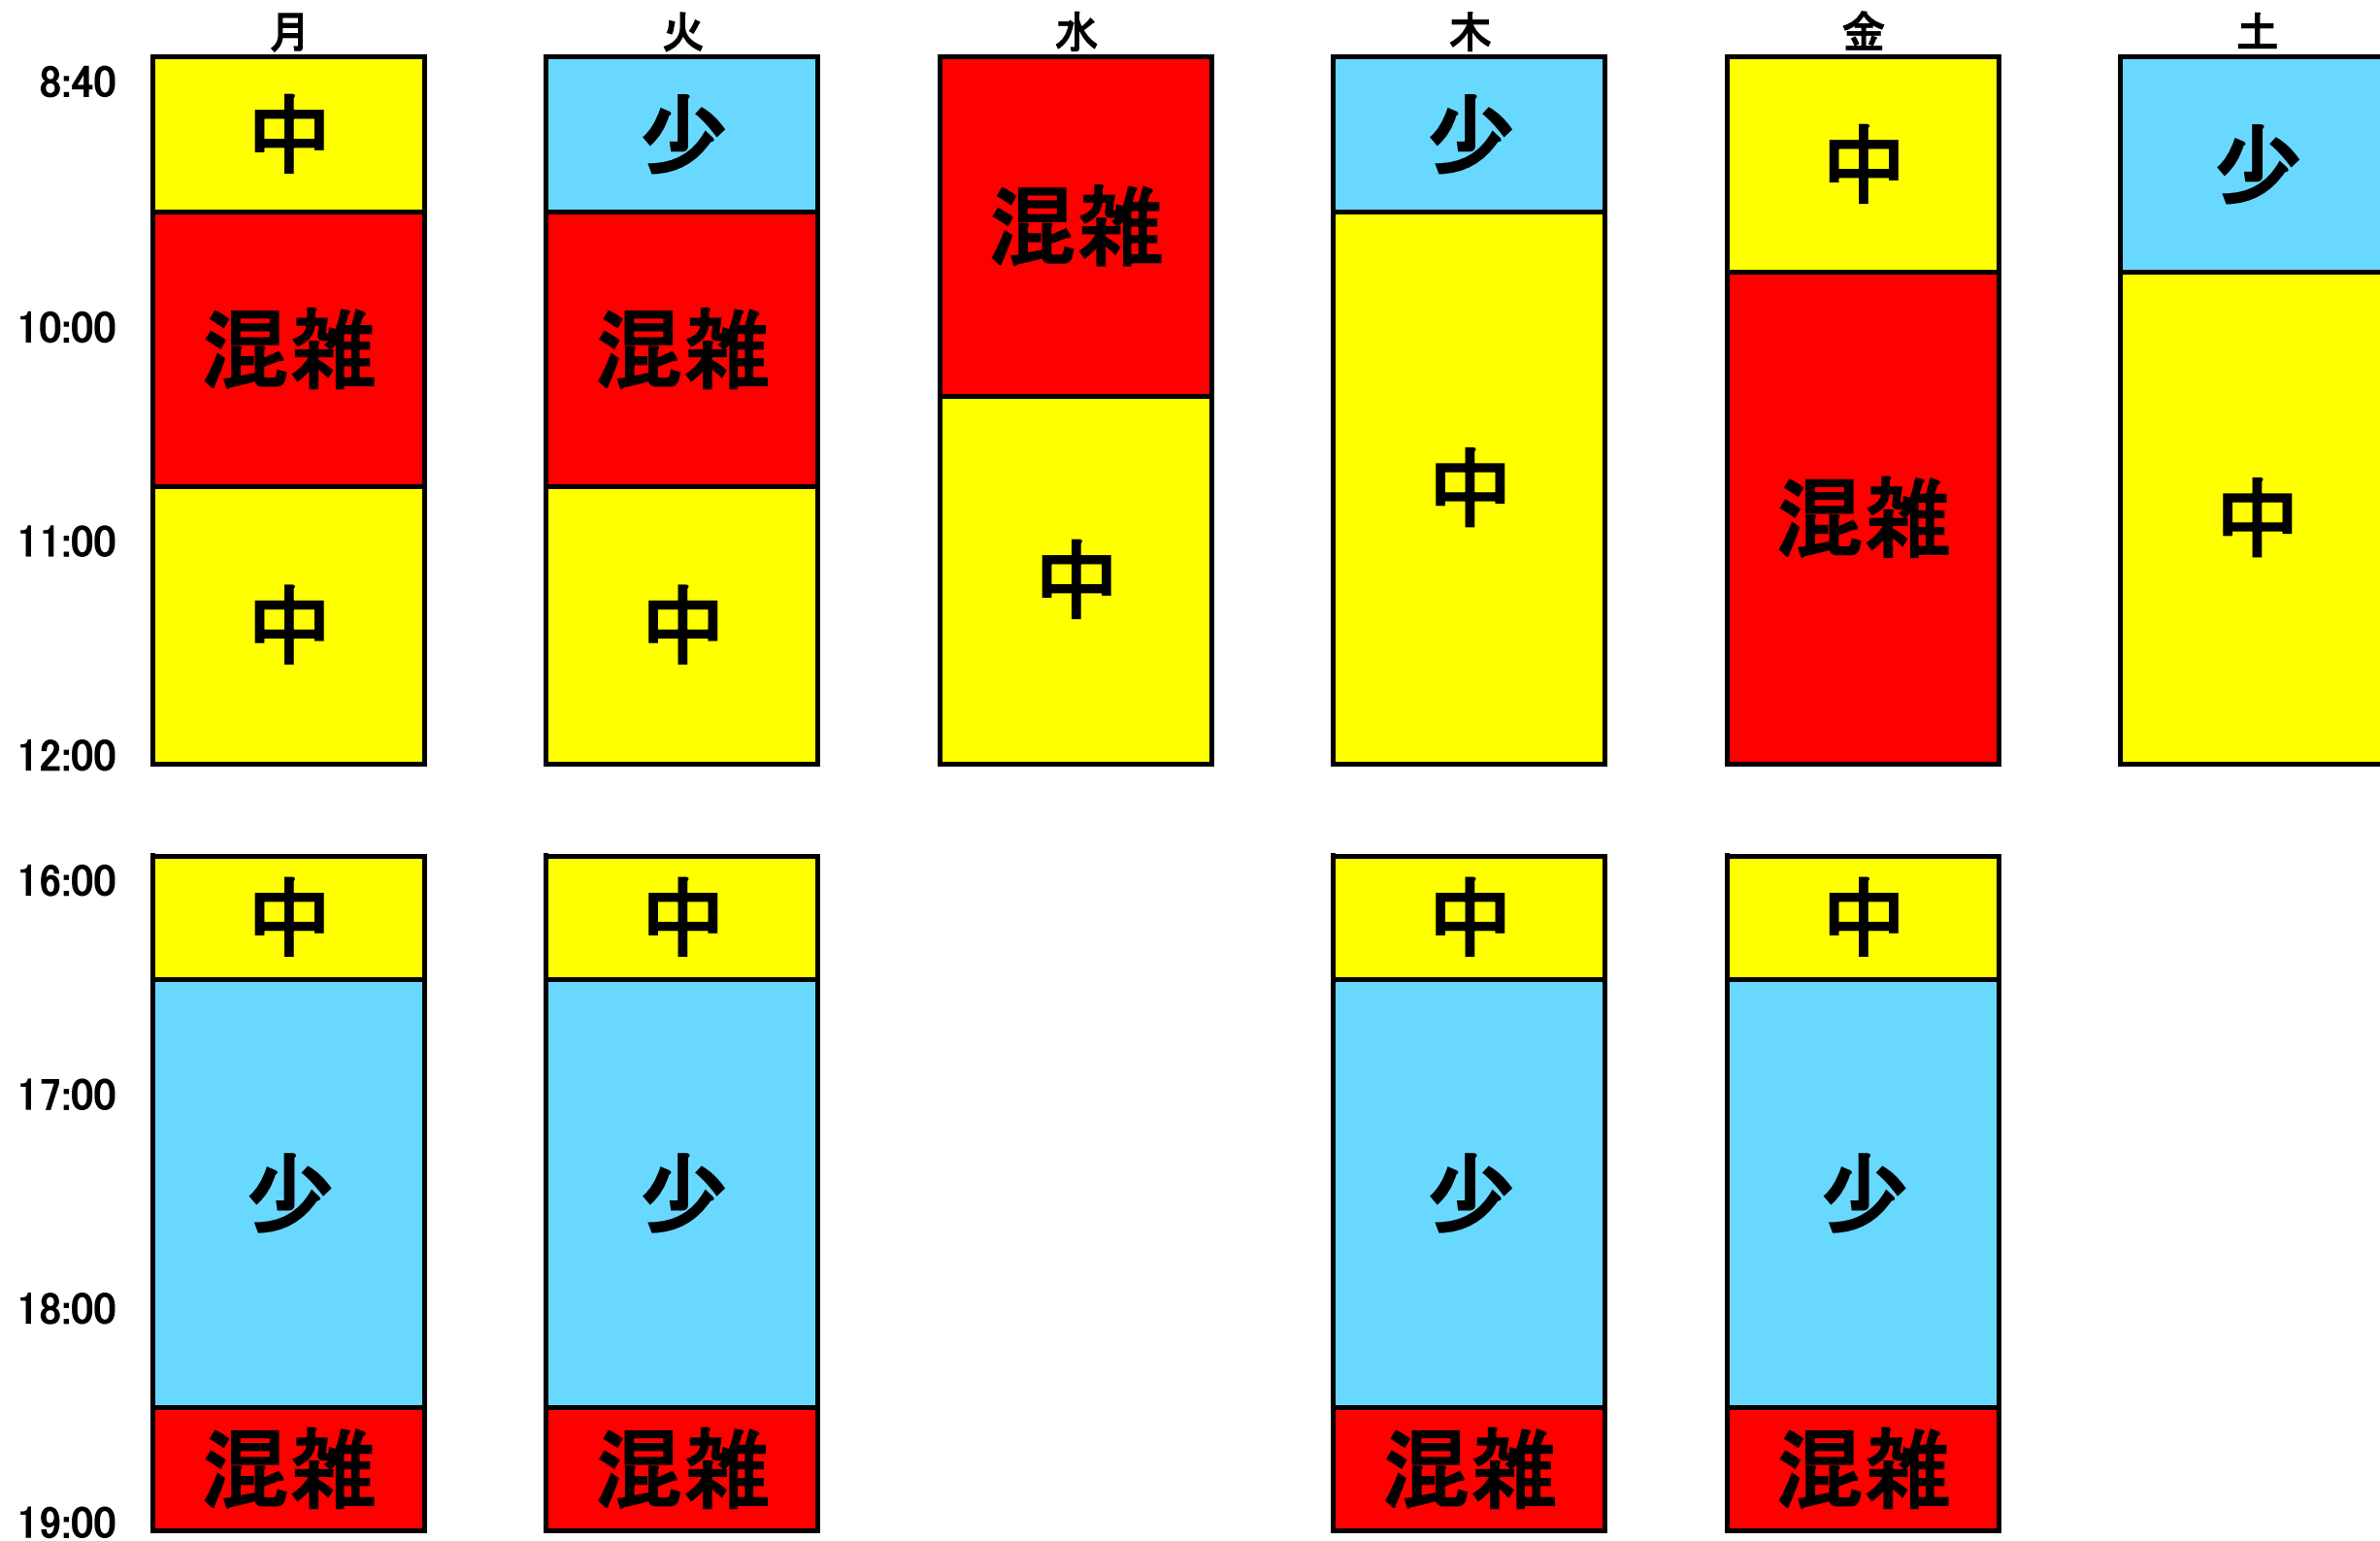 月 火 水 木 金 土
8:40
中 少 少
中 少
混雑
10:00
混雑 混雑
中
混雑
中
11:00
中
中 中
12:00
16:00
中 中 中 中
17:00
少 少 少 少
18:00
混雑 混雑 混雑 混雑
19:00